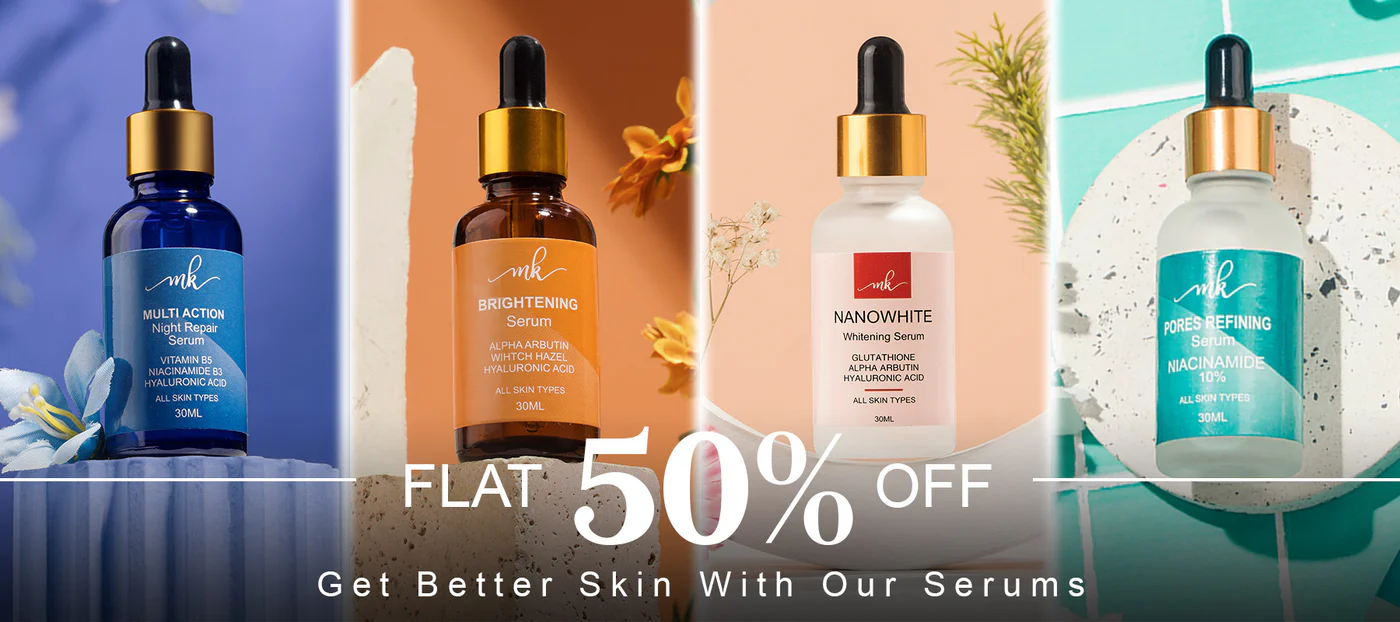 mk
MULTI ACTION
Night Repair
Serum
VITAMIN B5
NIACINAMIDE B3
HYALURONIC ACID
ALL SKIN TYPES
30ML
mk
BRIGHTENING
Serum
ALPHA ARBUTIN
WIHTCH HAZEL
HYALURONIC ACID
ALL SKIN TYPES
30ML
mk
NANOWHITE
Whitening Serum
GLUTATHIONE
ALPHA ARBUTIN
HYALURONIC ACID
ALL SKIN TYPES
30ML
mk
PORES REFINING
Serum
NIACINAMIDE
10%
ALL SKIN TYPES
30ML
FLAT 50% OFF
Get Better Skin With Our Serums